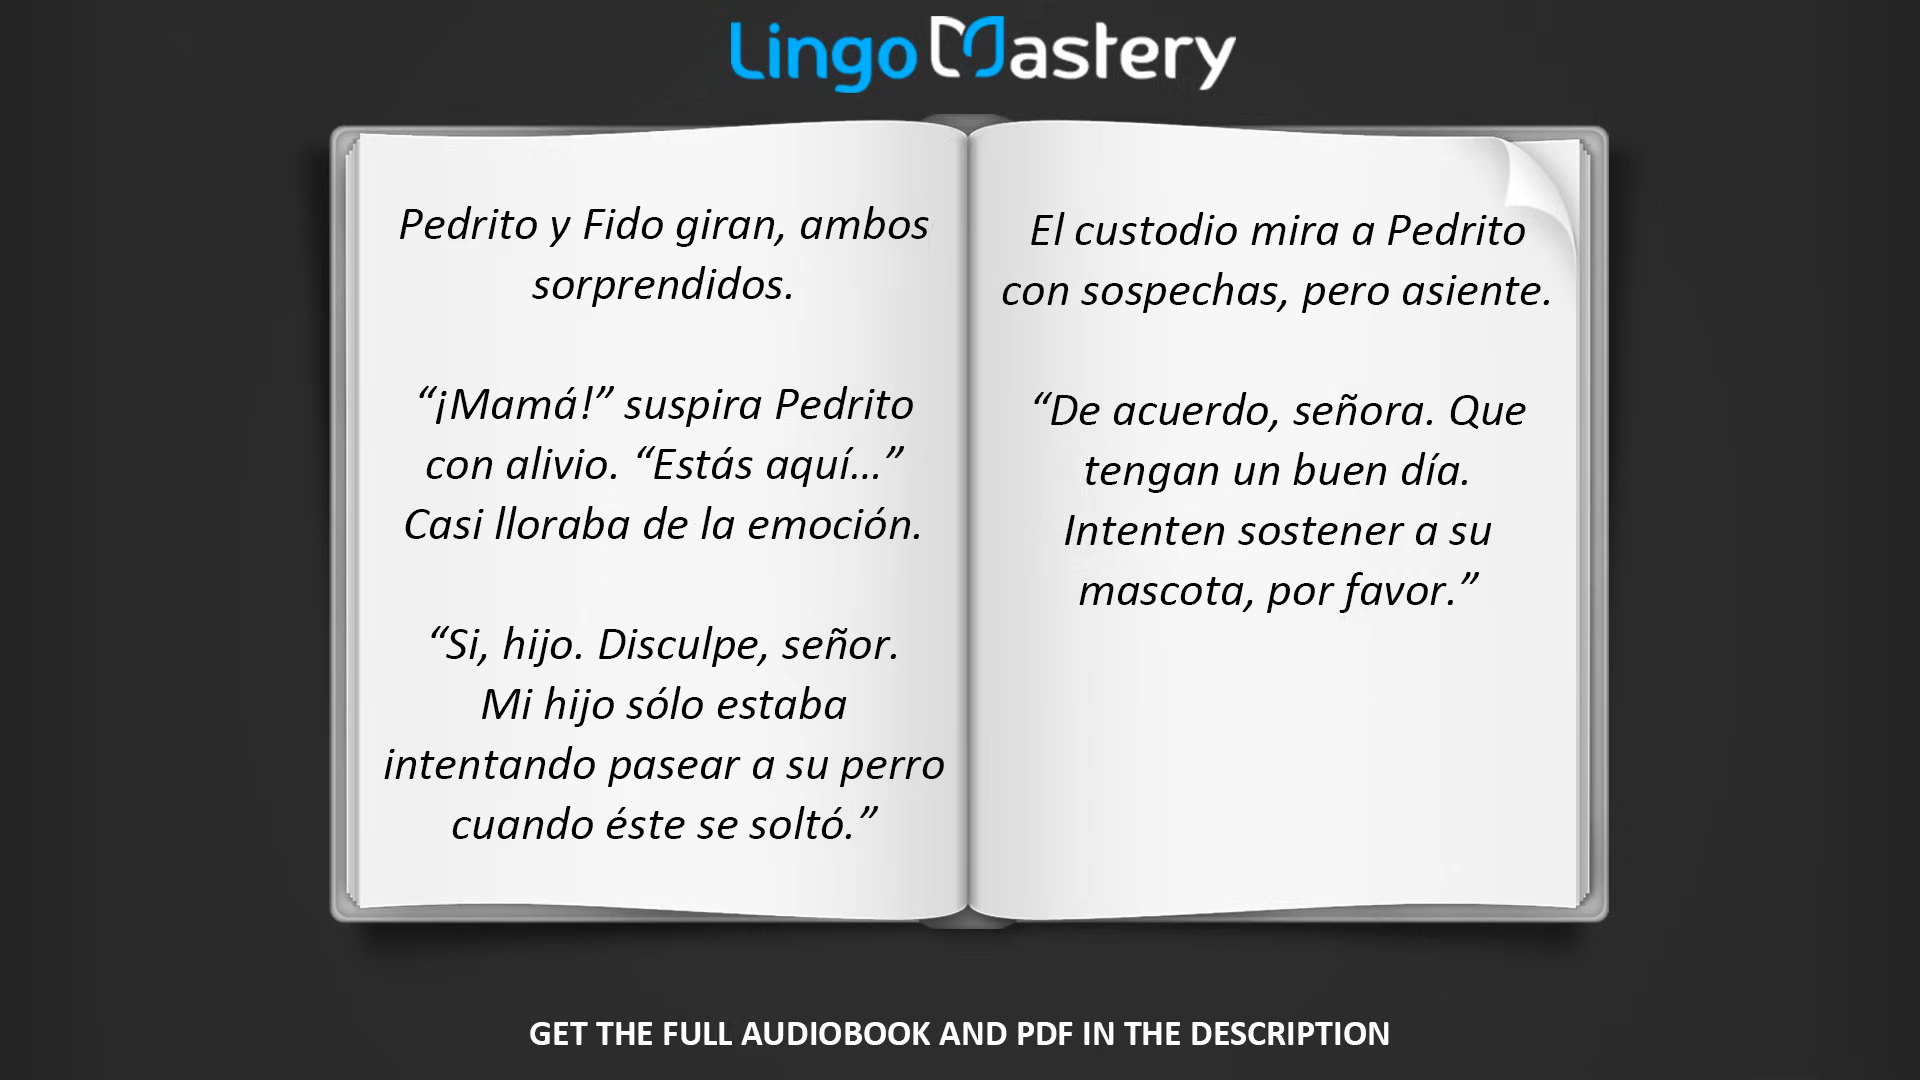 Lingo Mastery
Pedrito y Fido giran, ambos
sorprendidos.
“¡Mamá!” suspira Pedrito
con alivio. “Estás aquí…”
Casi lloraba de la emoción.
“Si, hijo. Disculpe, señor.
Mi hijo sólo estaba
intentando pasear a su perro
cuando éste se soltó.”
El custodio mira a Pedrito
con sospechas, pero asiente.
“De acuerdo, señora. Que
tengan un buen día.
Intenten sostener a su
mascota, por favor.”
GET THE FULL AUDIOBOOK AND PDF IN THE DESCRIPTION